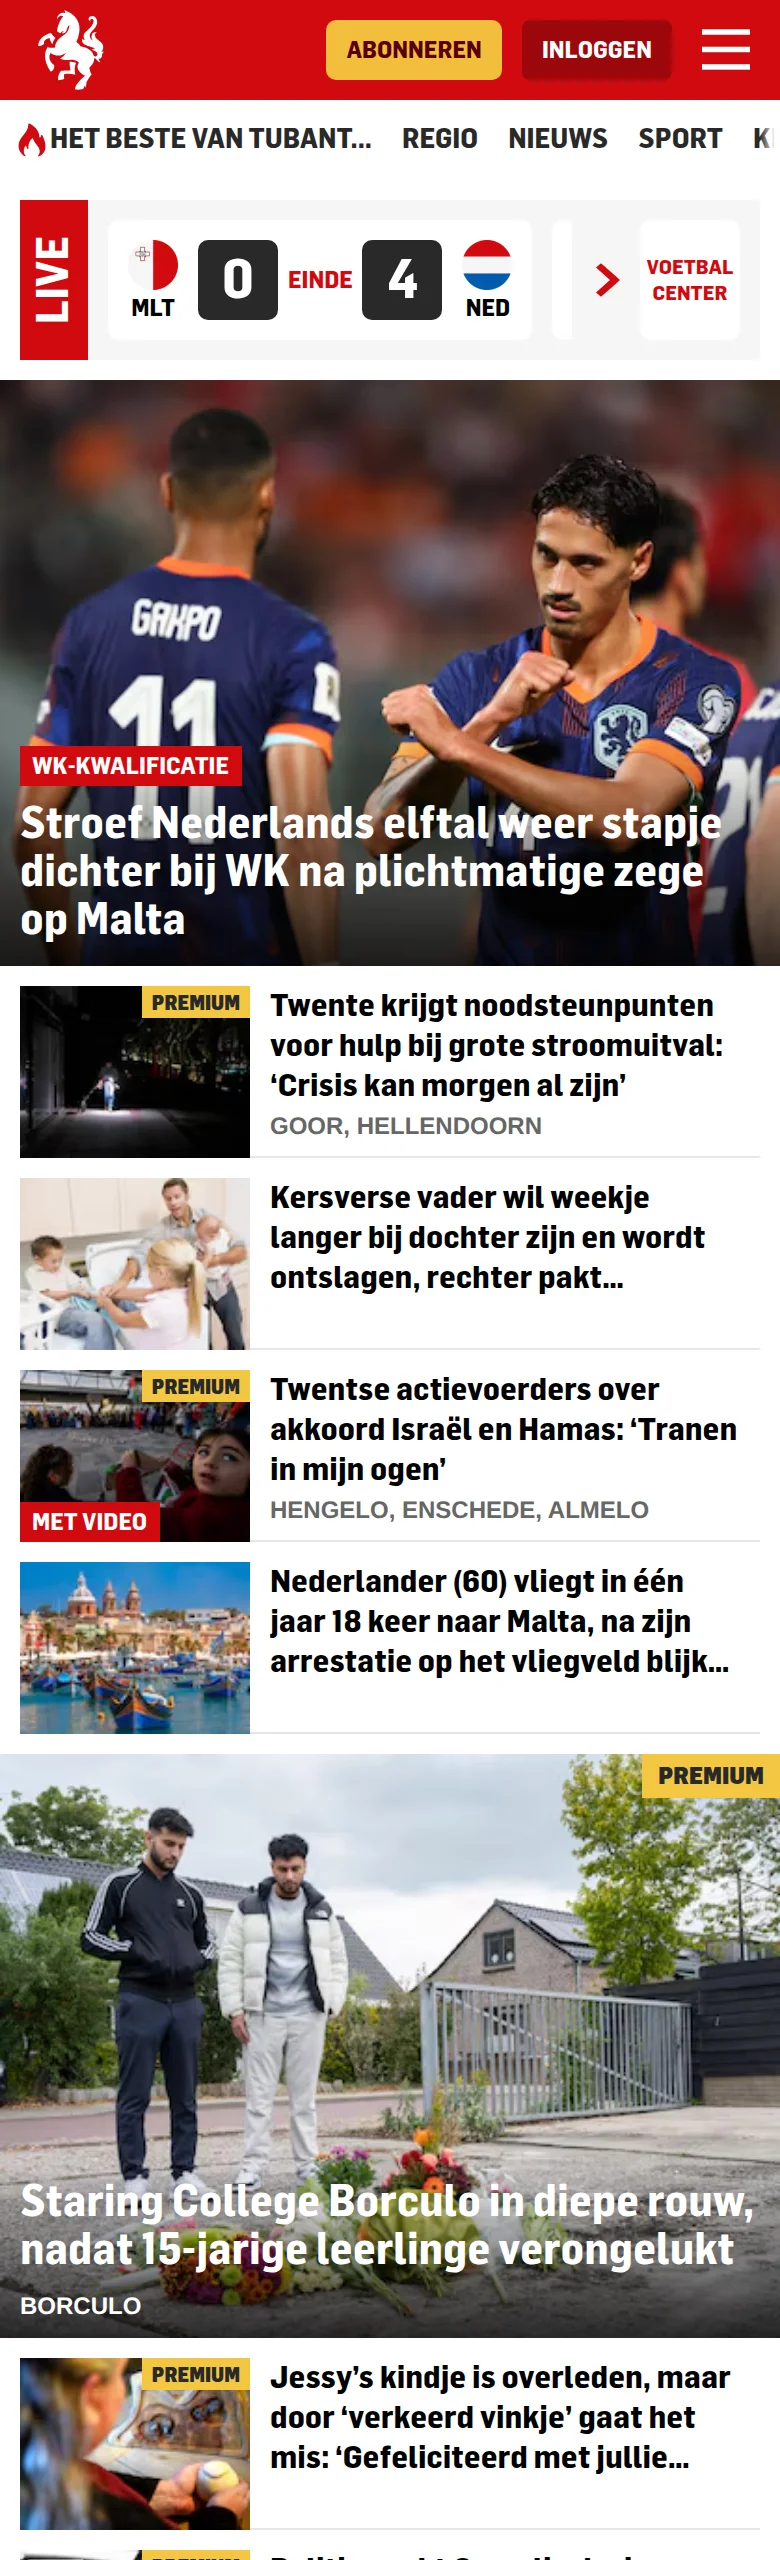 ABONNEREN
INLOGGEN
HET BESTE VAN TUBANT...
REGIO
NIEUWS
SPORT
LIVE
MLT
0
EINDE
4
NED
VOETBAL
CENTER
GAKPO
11
WK-KWALIFICATIE
Stroef Nederlands elftal weer stapje
dichter bij WK na plichtmatige zege
op Malta
PREMIUM
Twente krijgt noodsteunpunten
voor hulp bij grote stroomuitval:
‘Crisis kan morgen al zijn’
GOOR, HELLENDOORN
Kersverse vader wil weekje
langer bij dochter zijn en wordt
ontslagen, rechter pakt...
PREMIUM
MET VIDEO
Twentse actievoerders over
akkoord Israël en Hamas: ‘Tranen
in mijn ogen’
HENGELO, ENSCHEDE, ALMELO
Nederlander (60) vliegt in één
jaar 18 keer naar Malta, na zijn
arrestatie op het vliegveld blijk...
PREMIUM
Staring College Borculo in diepe rouw,
nadat 15-jarige leerlinge verongelukt
BORCULO
PREMIUM
Jessy’s kindje is overleden, maar
door ‘verkeerd vinkje’ gaat het
mis: ‘Gefeliciteerd met jullie...